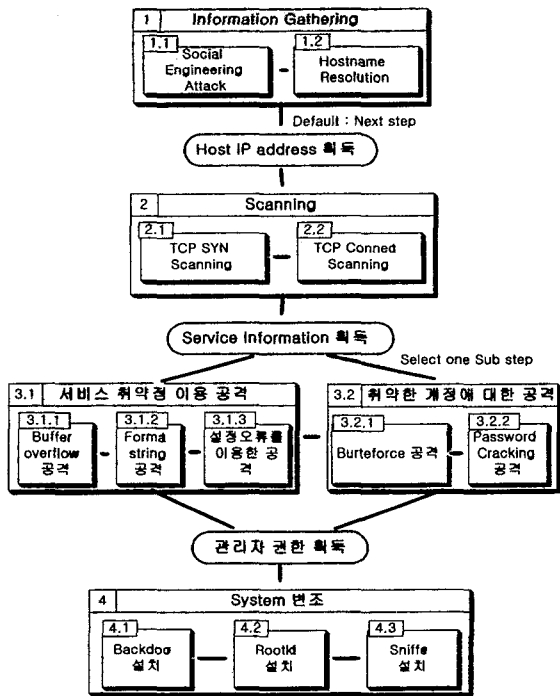 1 Information Gathering
1.1
Social
Engineering
Attack
1.2
Hostname
Resolution
Default : Next step
Host IP address 획득
2 Scanning
2.1
TCP SYN
Scanning
2.2
TCP Conned
Scanning
Service Information 획득
Select one Sub step
3.1 서비스 취약점 이용 공격
3.1.1
Buffer
overflow
공격
3.1.2
Forma
string
공격
3.1.3
설정오류를
이용한 공
격
3.2 취약한 계정에 대한 공격
3.2.1
Burteforce 공격
3.2.2
Password
Cracking
공격
관리자 권한 획득
4 System 변조
4.1
Backdoo
설치
4.2
Rootki
설치
4.3
Sniffe
설치